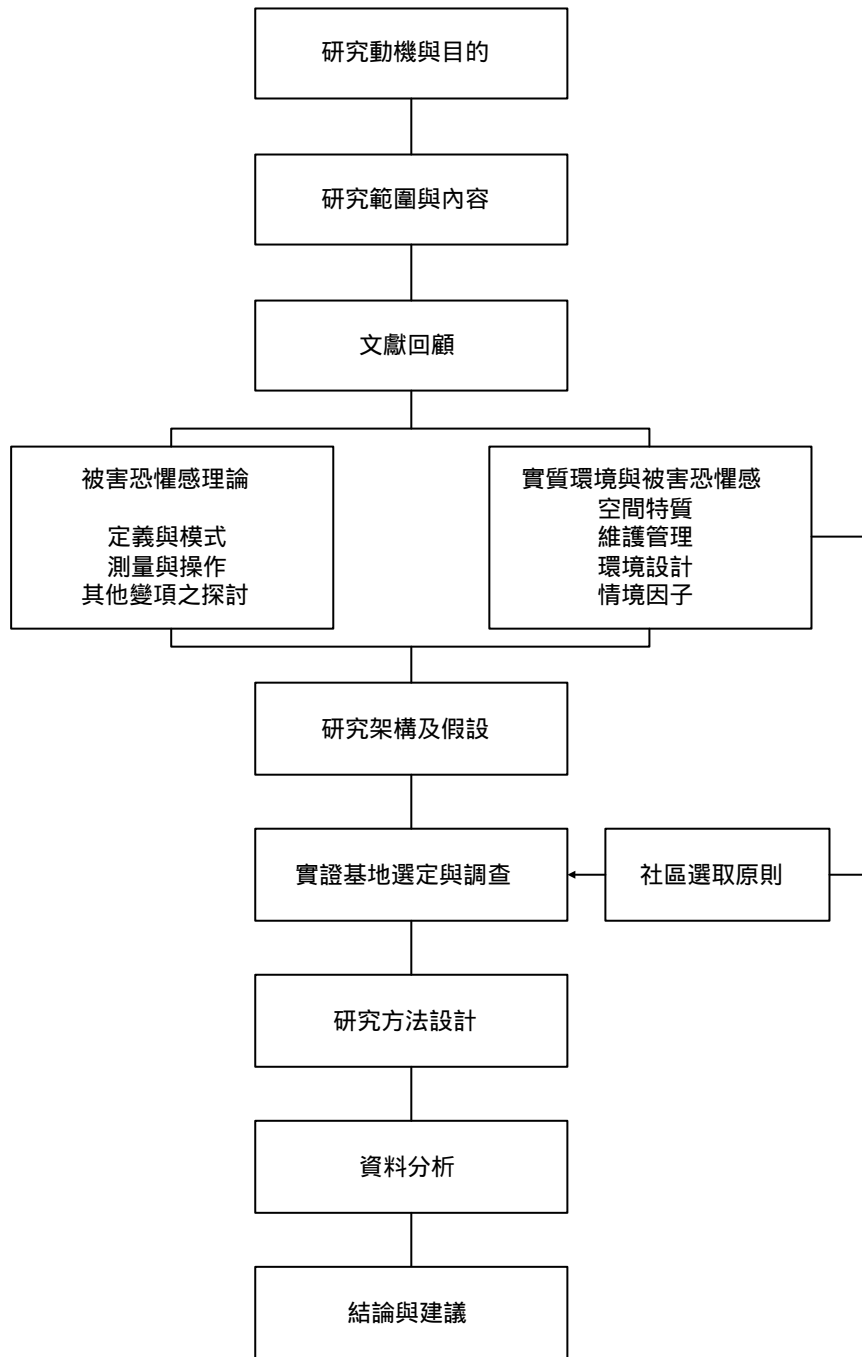 研究動機與目的
研究範圍與內容
文獻回顧
被害恐懼感理論
定義與模式
測量與操作
其他變項之探討
實質環境與被害恐懼感
空間特質
維護管理
環境設計
情境因子
研究架構及假設
實證基地選定與調查
社區選取原則
研究方法設計
資料分析
結論與建議